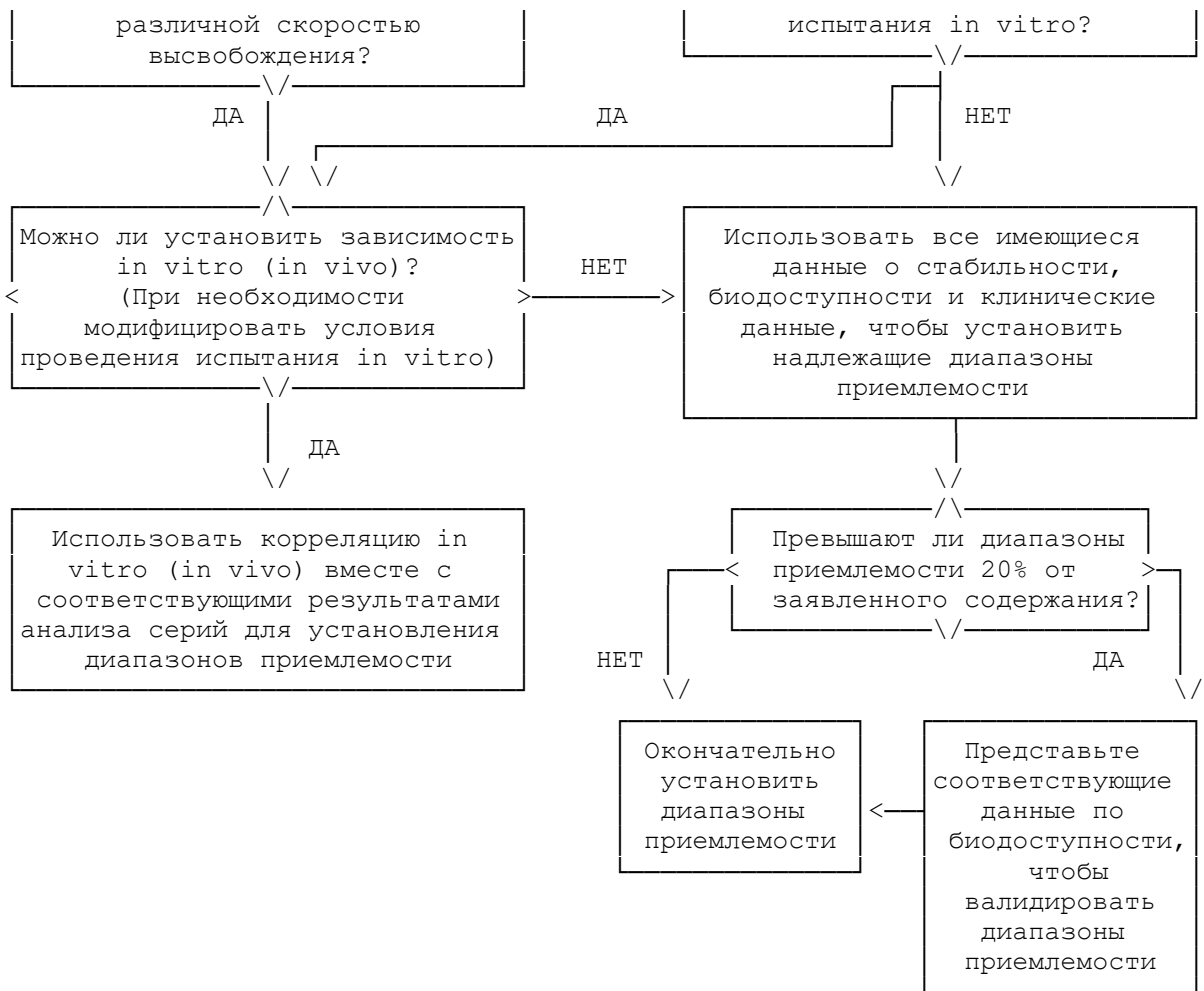 различной скоростью
высвобождения?
испытания in vitro?
ДА
ДА
НЕТ
Можно ли установить зависимость
in vitro (in vivo)?
(При необходимости
модифицировать условия
проведения испытания in vitro)
НЕТ
Использовать все имеющиеся
данные о стабильности,
биодоступности и клинические
данные, чтобы установить
надлежащие диапазоны
приемлемости
ДА
Использовать корреляцию in
vitro (in vivo) вместе с
соответствующими результатами
анализа серий для установления
диапазонов приемлемости
Превышают ли диапазоны
приемлемости 20% от
заявленного содержания?
НЕТ
ДА
Окончательно
установить
диапазоны
приемлемости
Представьте
соответствующие
данные по
биодоступности,
чтобы
валидировать
диапазоны
приемлемости